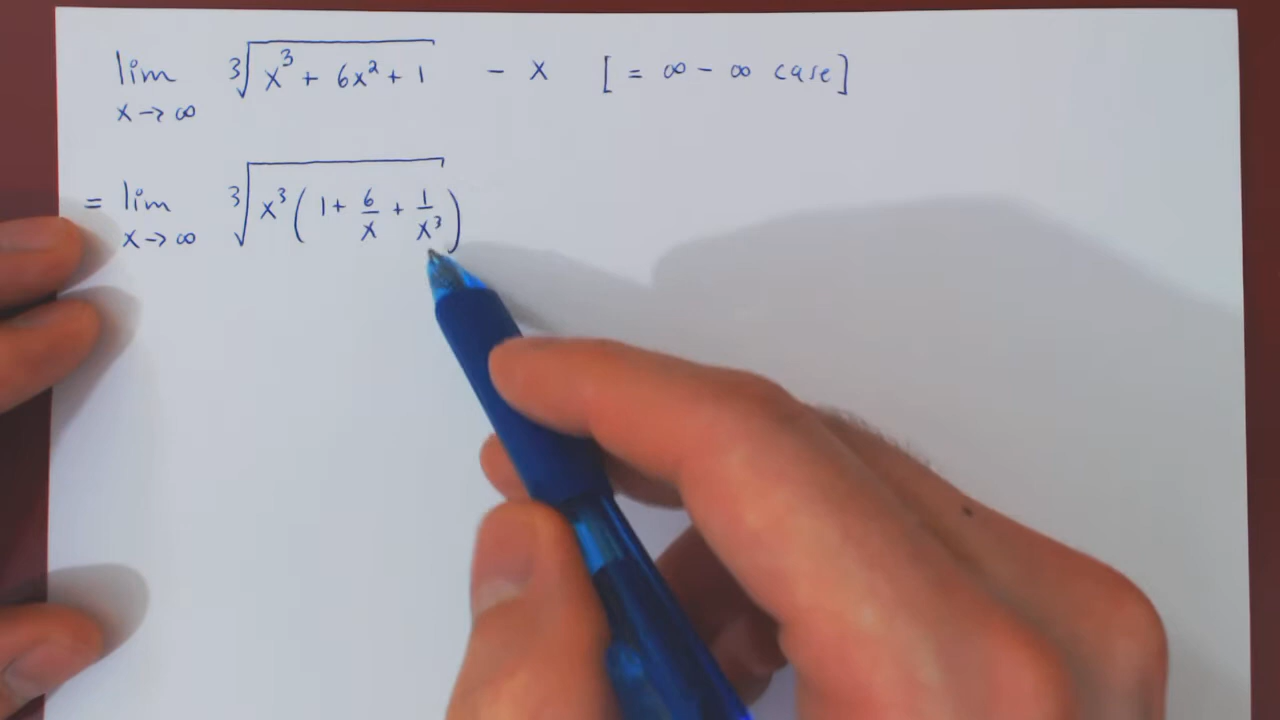 lim ∛(x³ + 6x² + 1) - x [ = ∞ - ∞ case ]
x → ∞
= lim ∛(x³ ( 1 + 6/x + 1/x³ ))
x → ∞